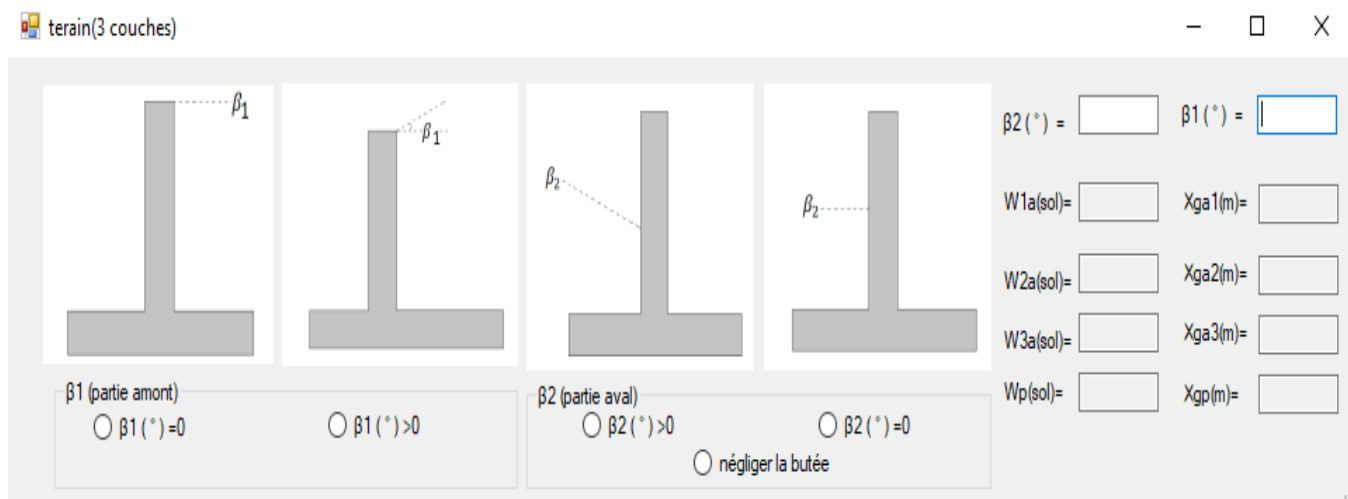 terain(3 couches)
β1
β1
β2
β2
β2 (°) =
β1 (°) =
W1a(sol)=
Xga1(m)=
W2a(sol)=
Xga2(m)=
W3a(sol)=
Xga3(m)=
Wp(sol)=
Xgp(m)=
β1 (partie amont)
β1 (°) =0
β1 (°) >0
β2 (partie aval)
β2 (°) >0
β2 (°) =0
négliger la butée